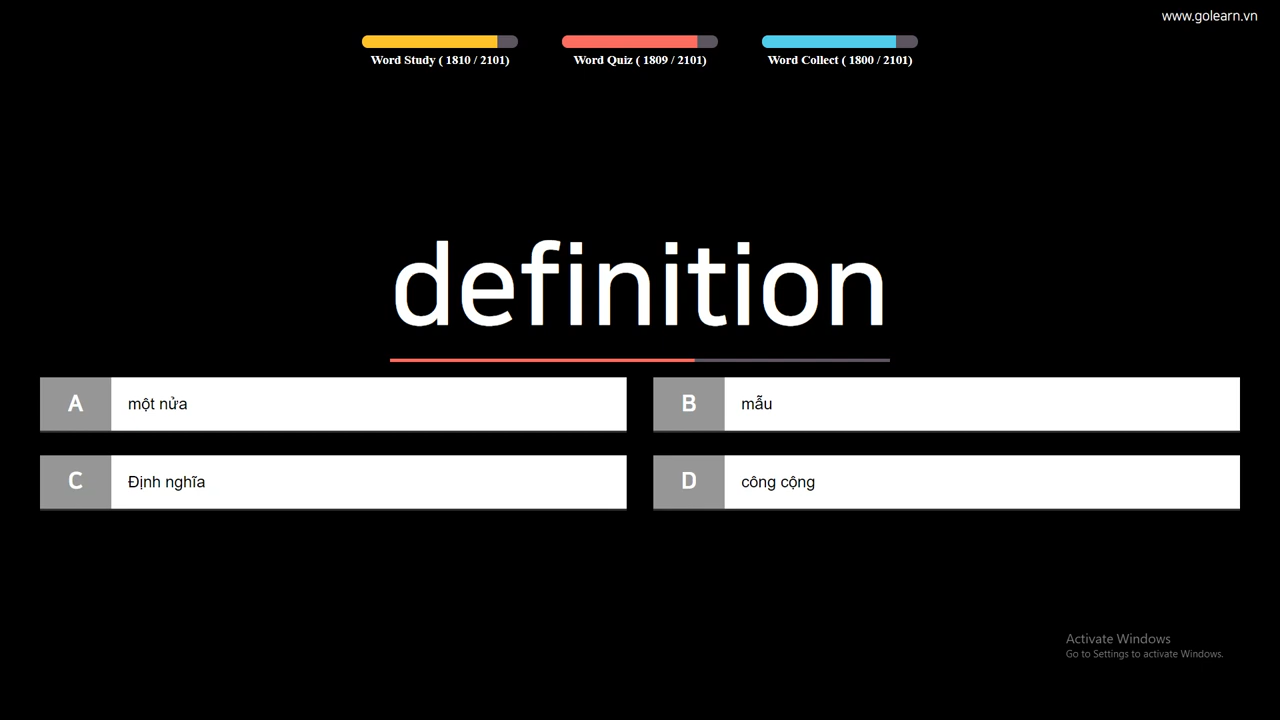 www.golearn.vn
Word Study ( 1810 / 2101)
Word Quiz ( 1809 / 2101)
Word Collect ( 1800 / 2101)
definition
A
một nửa
B
mẫu
C
Định nghĩa
D
công cộng
Activate Windows
Go to Settings to activate Windows.